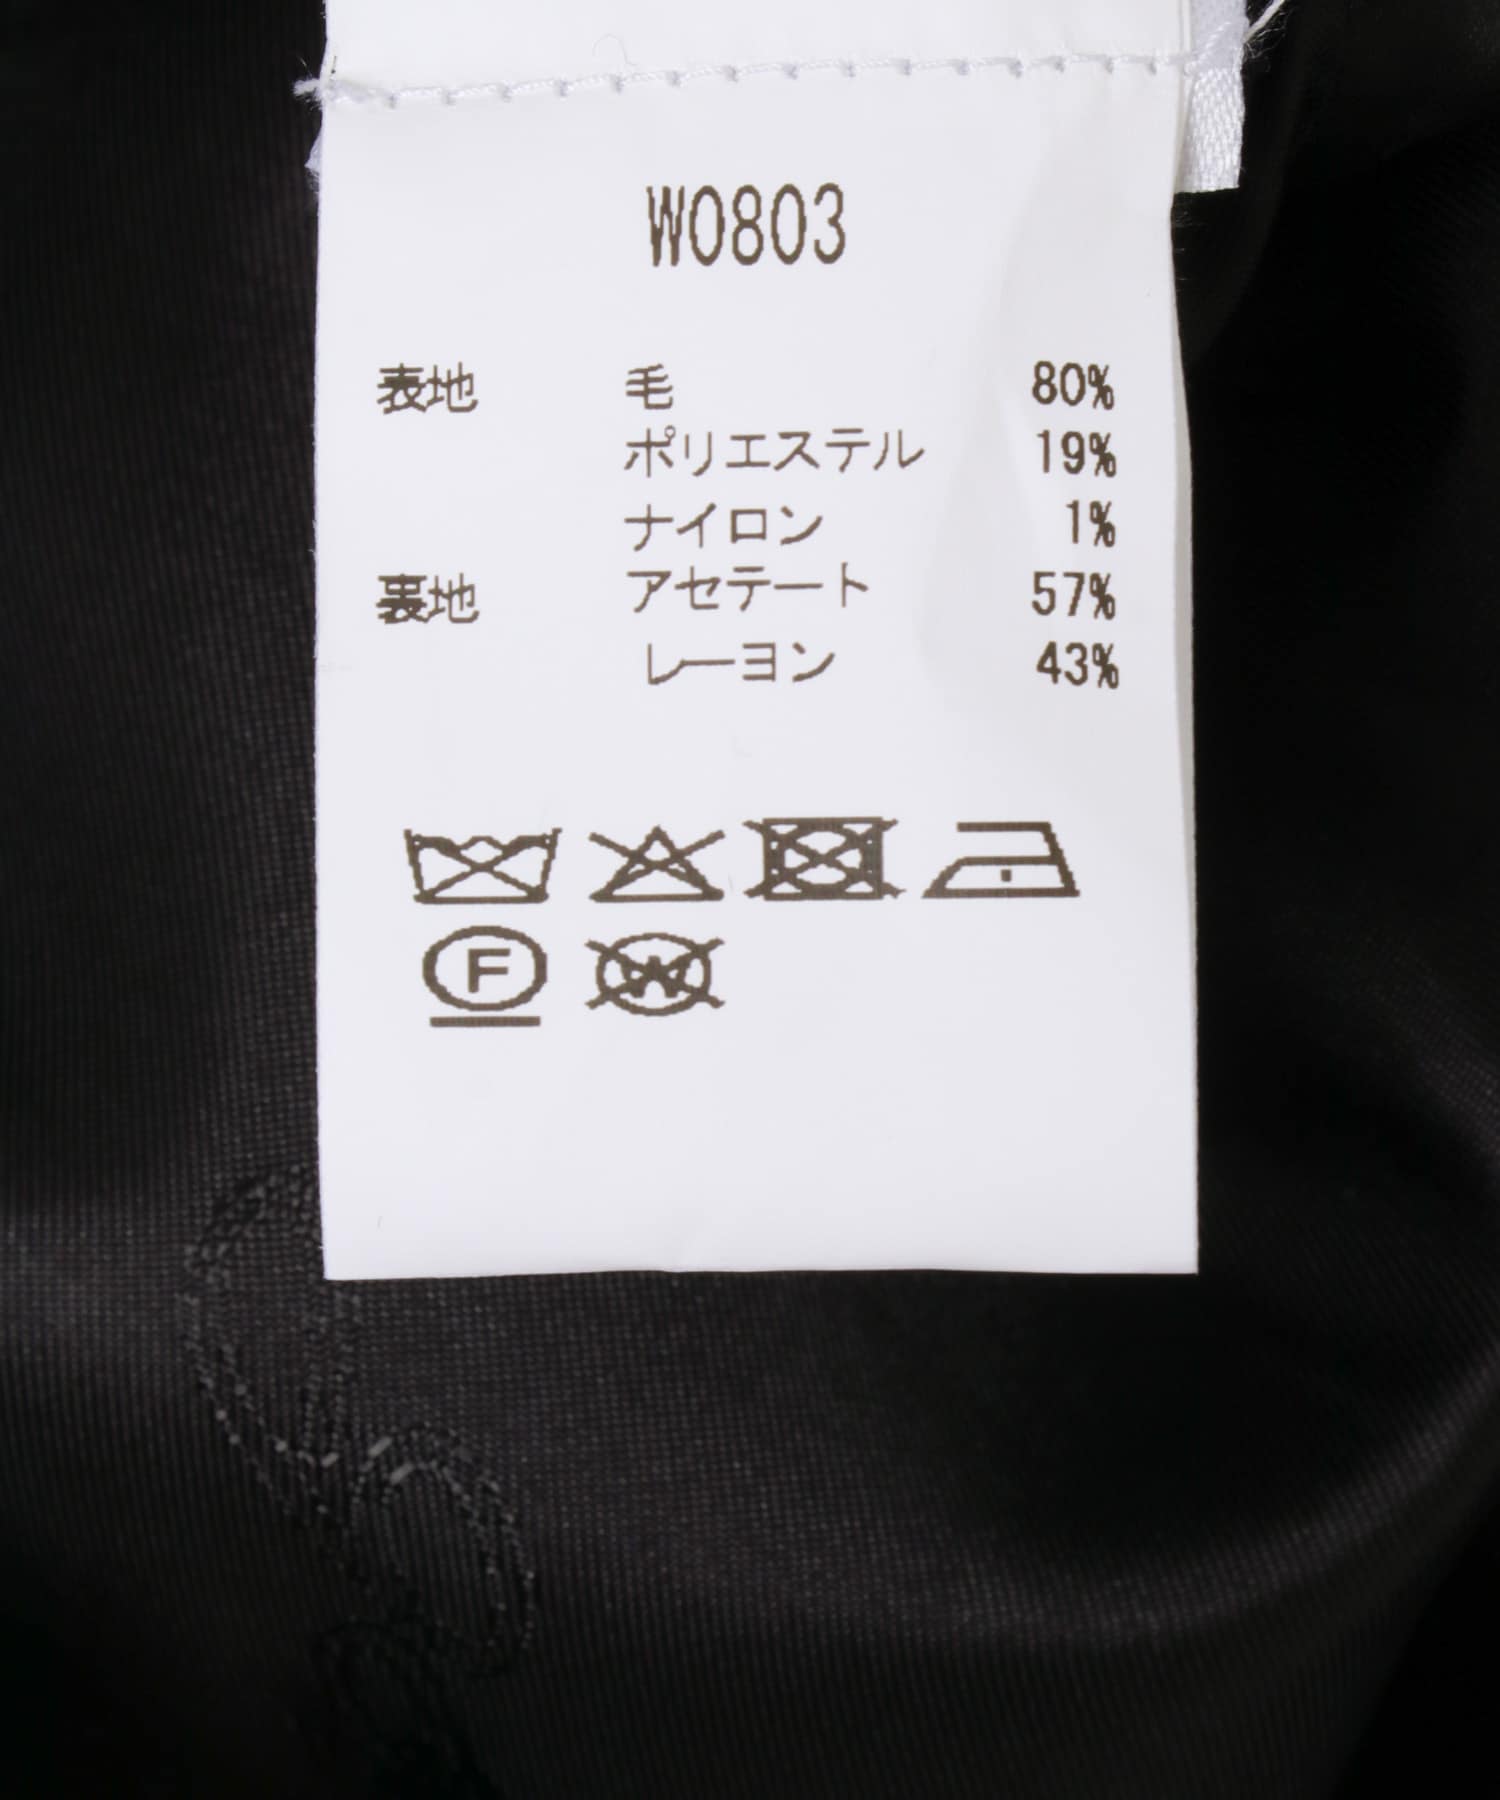 W0803
表地 毛 80%
ポリエステル 19%
ナイロン 1%
裏地 アセテート 57%
レーヨン 43%
F W